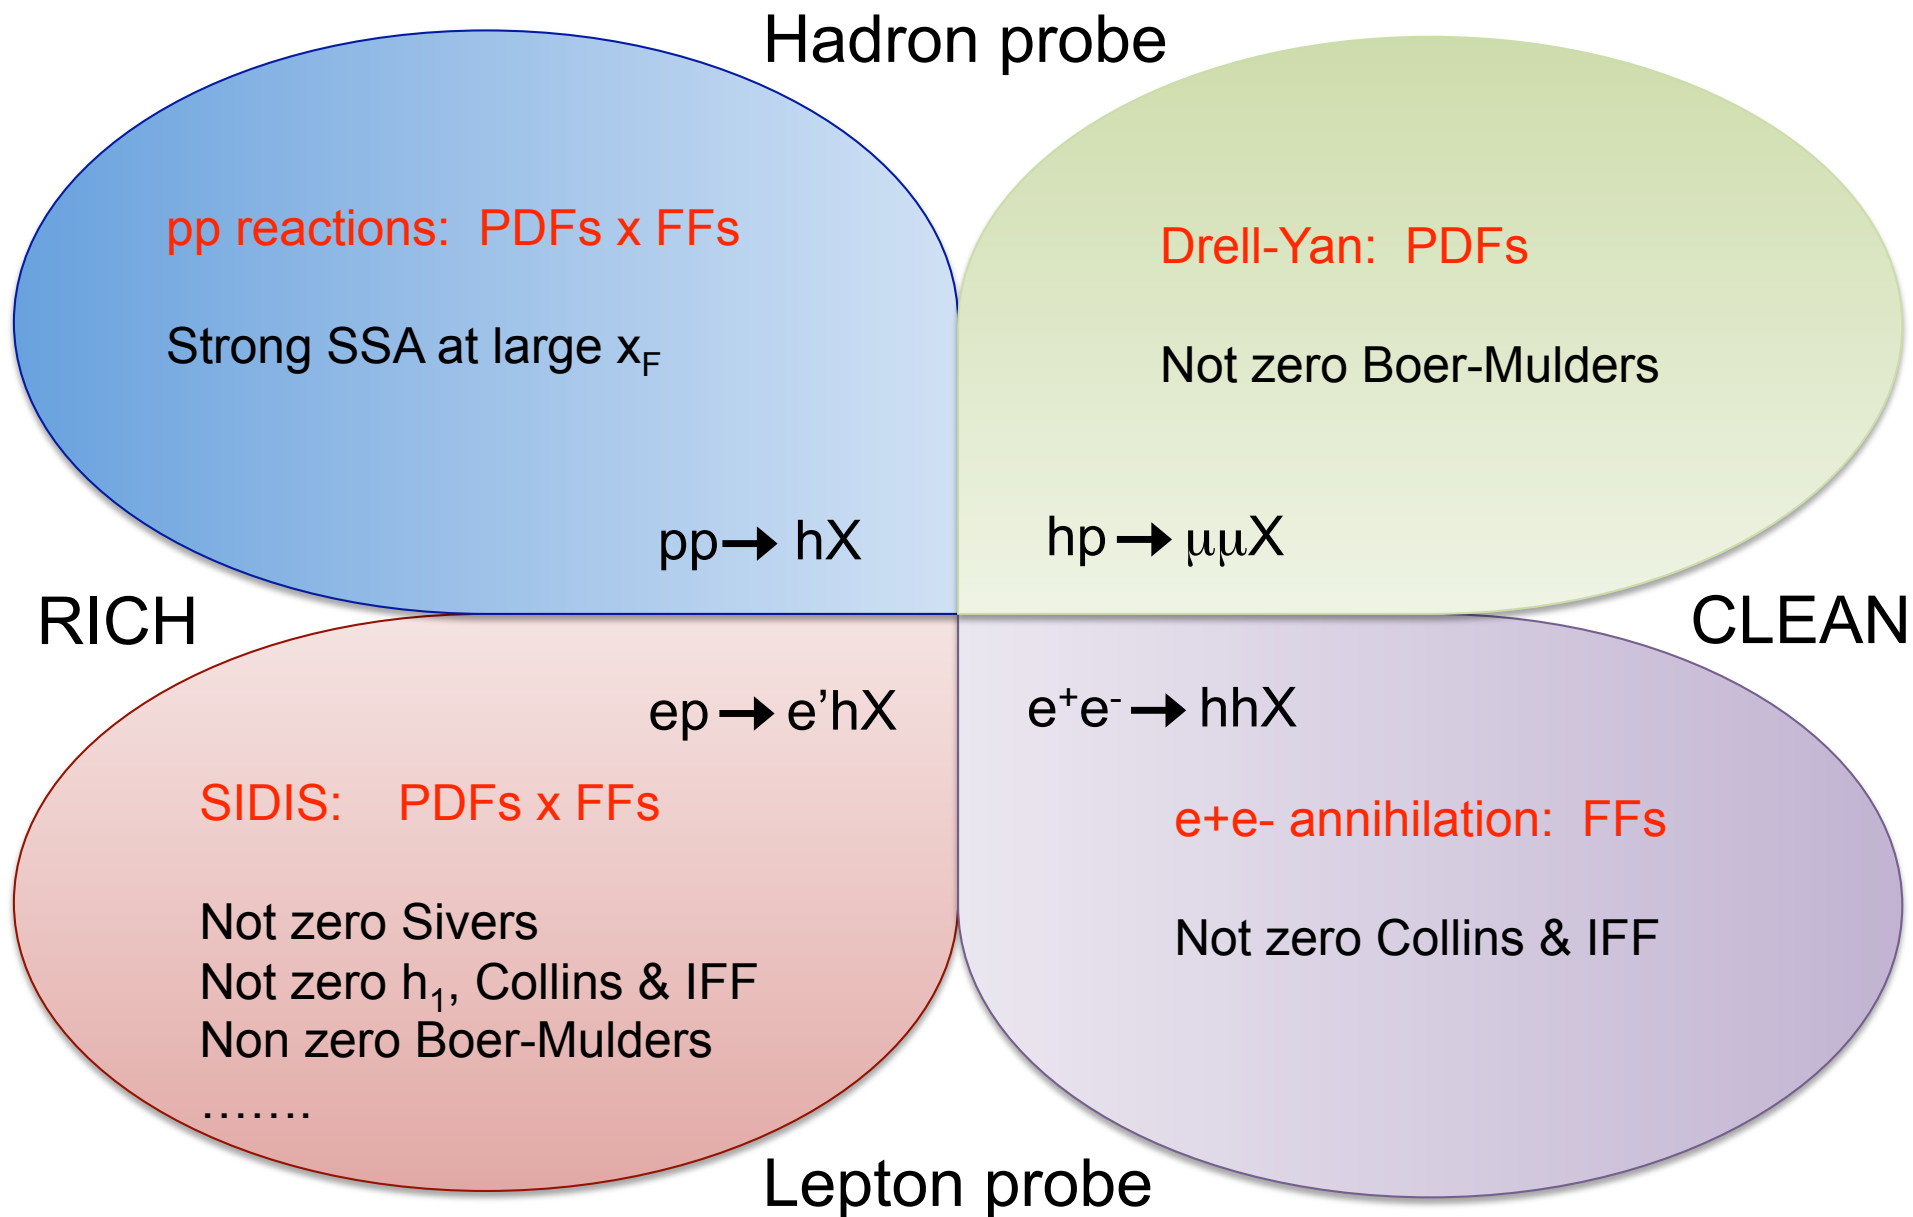 Hadron probe
pp reactions:  PDFs x FFs
Strong SSA at large x_F
pp → hX
Drell-Yan:  PDFs
Not zero Boer-Mulders
hp → μμX
RICH
CLEAN
ep → e’hX
SIDIS:    PDFs x FFs
Not zero Sivers
Not zero h₁, Collins & IFF
Non zero Boer-Mulders
…….
e⁺e⁻ → hhX
e+e- annihilation:  FFs
Not zero Collins & IFF
Lepton probe